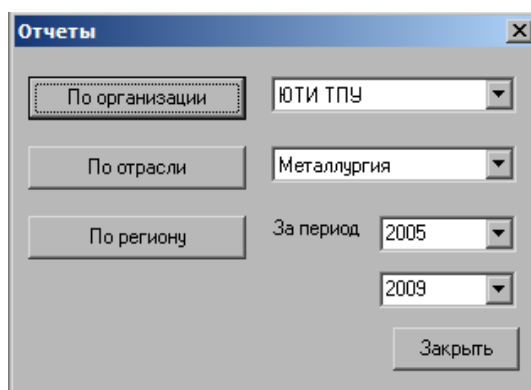 Отчеты
По организации ЮТИ ТПУ
По отрасли Металлургия
По региону За период 2005
2009
Закрыть